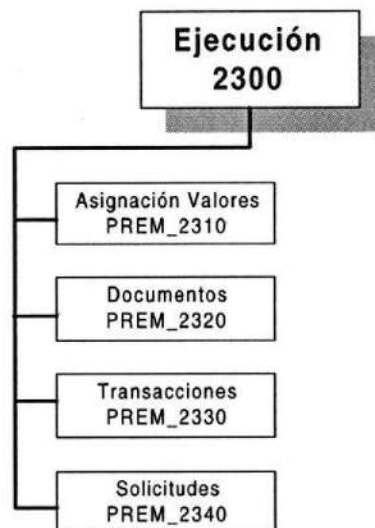 Ejecución
2300
Asignación Valores
PREM_2310
Documentos
PREM_2320
Transacciones
PREM_2330
Solicitudes
PREM_2340